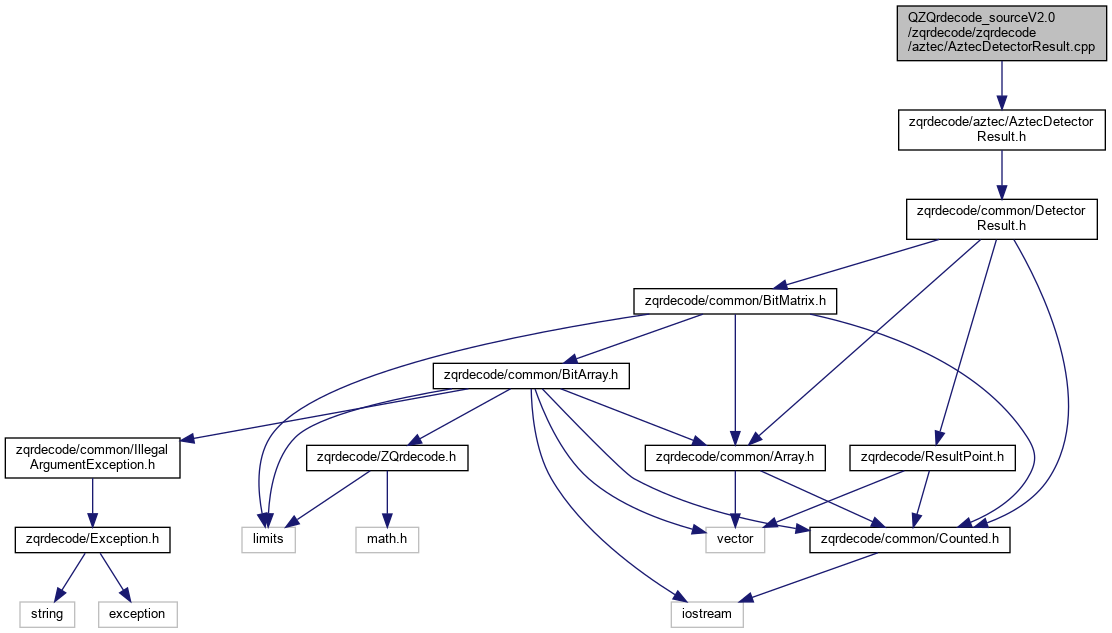 QZQrdecode_sourceV2.0
/zqrdecode/zqrdecode
/aztec/AztecDetectorResult.cpp
zqrdecode/aztec/AztecDetector
Result.h
zqrdecode/common/Detector
Result.h
zqrdecode/common/BitMatrix.h
zqrdecode/common/BitArray.h
zqrdecode/common/Illegal
ArgumentException.h
zqrdecode/ZQrdecode.h
zqrdecode/common/Array.h
zqrdecode/ResultPoint.h
zqrdecode/Exception.h
limits
math.h
vector
zqrdecode/common/Counted.h
string
exception
iostream